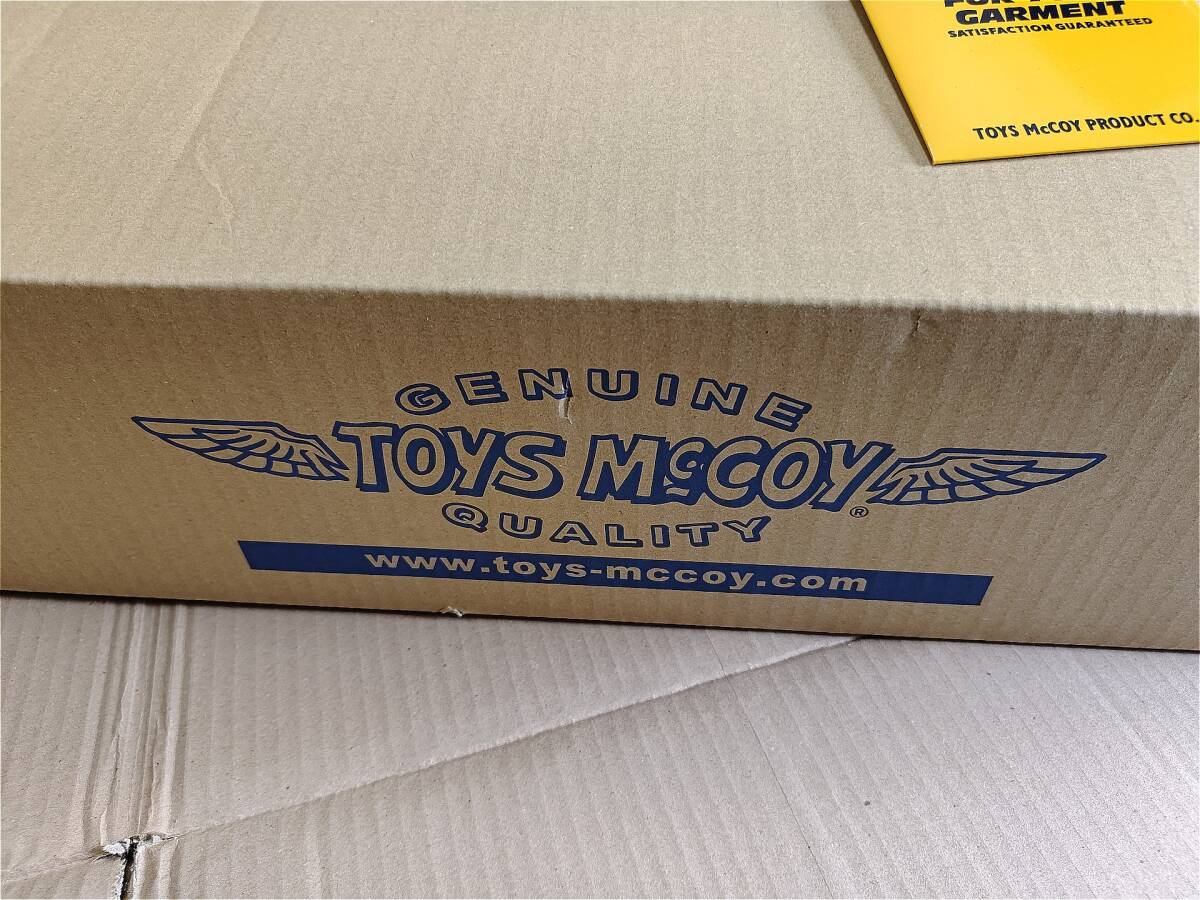 GARMENT
SATISFACTION GUARANTEED
TOYS McCOY PRODUCT CO.
GENUINE
TOYS McCOY®
QUALITY
www.toys-mccoy.com